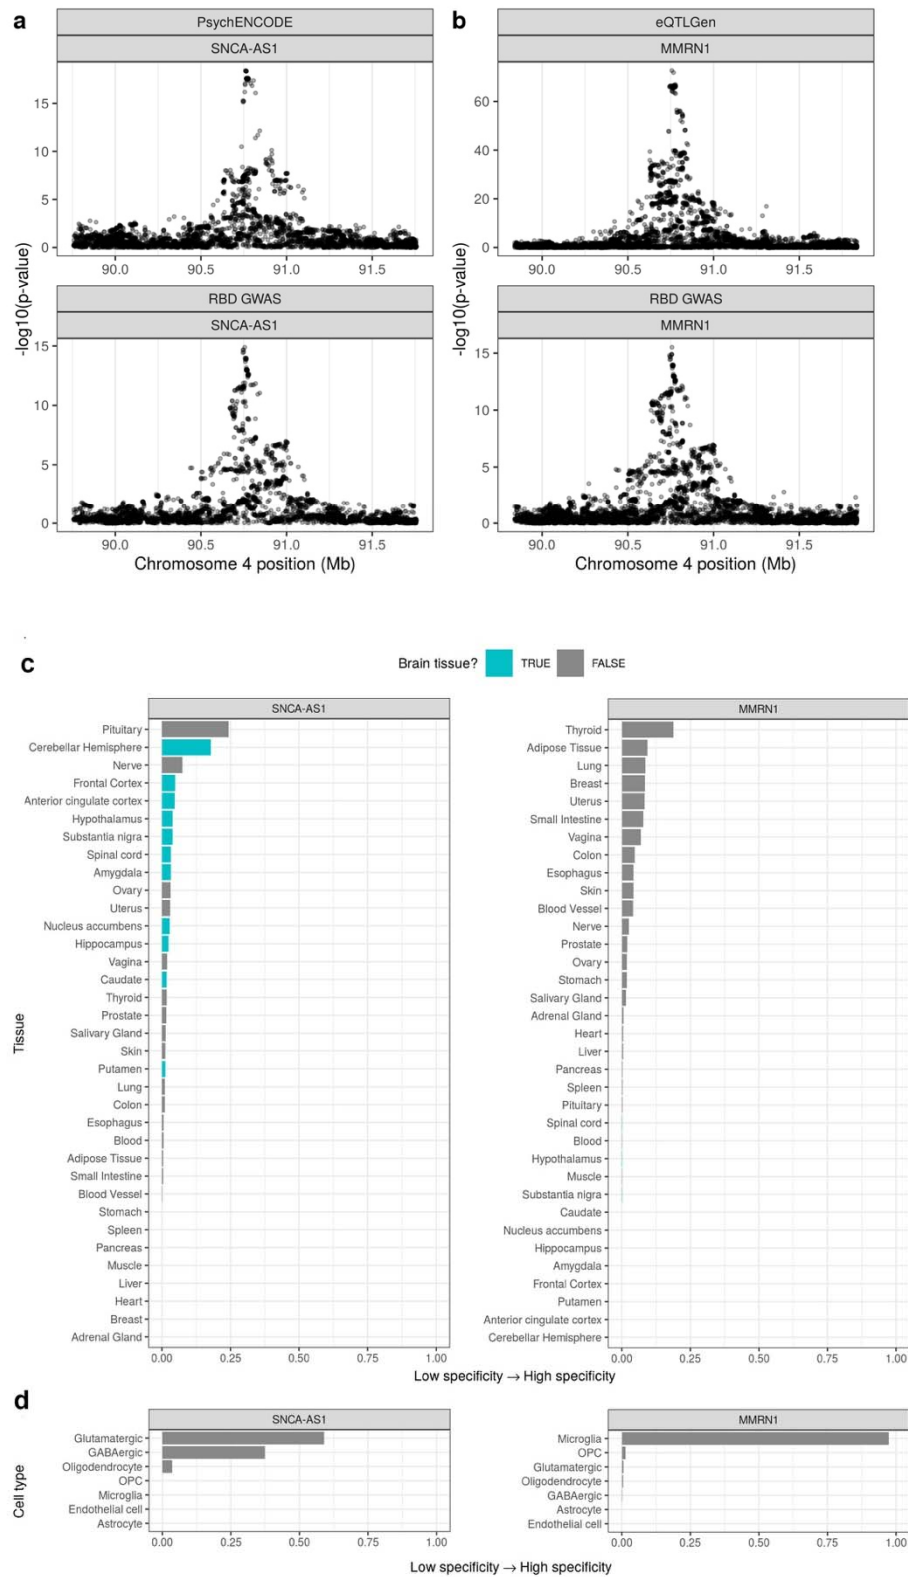 a
PsychENCODE
SNCA-AS1
15
10
5
0
90.0 90.5 91.0 91.5
RBD GWAS
SNCA-AS1
15
10
5
0
90.0 90.5 91.0 91.5
Chromosome 4 position (Mb)
-log10(p-value)
b
eQTLGen
MMRN1
60
40
20
0
90.0 90.5 91.0 91.5
RBD GWAS
MMRN1
15
10
5
0
90.0 90.5 91.0 91.5
Chromosome 4 position (Mb)
-log10(p-value)
c
Brain tissue? TRUE FALSE
SNCA-AS1
Pituitary
Cerebellar Hemisphere
Nerve
Frontal Cortex
Anterior cingulate cortex
Hypothalamus
Substantia nigra
Spinal cord
Amygdala
Ovary
Uterus
Nucleus accumbens
Hippocampus
Vagina
Caudate
Thyroid
Prostate
Salivary Gland
Skin
Putamen
Lung
Colon
Esophagus
Blood
Adipose Tissue
Small Intestine
Blood Vessel
Stomach
Spleen
Pancreas
Muscle
Liver
Heart
Breast
Adrenal Gland
0.00 0.25 0.50 0.75 1.00
Tissue
MMRN1
Thyroid
Adipose Tissue
Lung
Breast
Uterus
Small Intestine
Vagina
Colon
Esophagus
Skin
Blood Vessel
Nerve
Prostate
Ovary
Stomach
Salivary Gland
Adrenal Gland
Heart
Liver
Pancreas
Spleen
Pituitary
Spinal cord
Blood
Hypothalamus
Muscle
Substantia nigra
Caudate
Nucleus accumbens
Hippocampus
Amygdala
Frontal Cortex
Putamen
Anterior cingulate cortex
Cerebellar Hemisphere
0.00 0.25 0.50 0.75 1.00
Low specificity → High specificity
d
SNCA-AS1
Glutamatergic
GABAergic
Oligodendrocyte
OPC
Microglia
Endothelial cell
Astrocyte
0.00 0.25 0.50 0.75 1.00
Cell type
MMRN1
Microglia
OPC
Glutamatergic
Oligodendrocyte
GABAergic
Astrocyte
Endothelial cell
0.00 0.25 0.50 0.75 1.00
Low specificity → High specificity